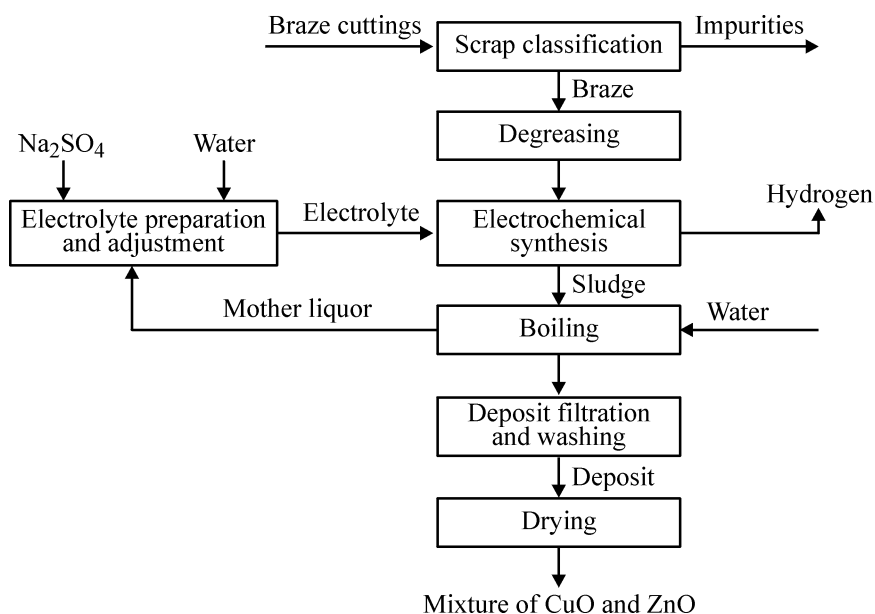 Braze cuttings
Scrap classification
Impurities
Braze
Degreasing
Na₂SO₄
Water
Electrolyte preparation
and adjustment
Electrolyte
Electrochemical
synthesis
Hydrogen
Sludge
Mother liquor
Boiling
Water
Deposit filtration
and washing
Deposit
Drying
Mixture of CuO and ZnO